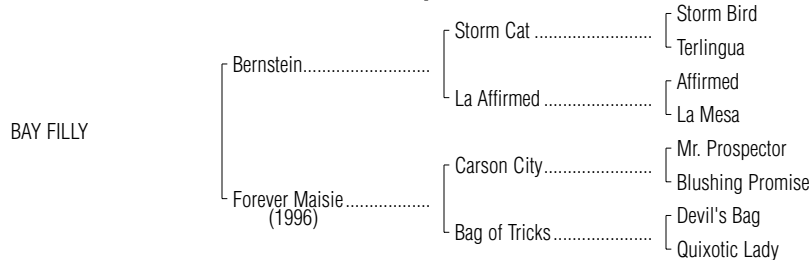 Storm Bird
Storm Cat ........................
Terlingua
Bernstein..........................
Affirmed
La Affirmed ......................
La Mesa
BAY FILLY
Mr. Prospector
Carson City......................
Blushing Promise
Forever Maisie.................
(1996)
Devil's Bag
Bag of Tricks....................
Quixotic Lady